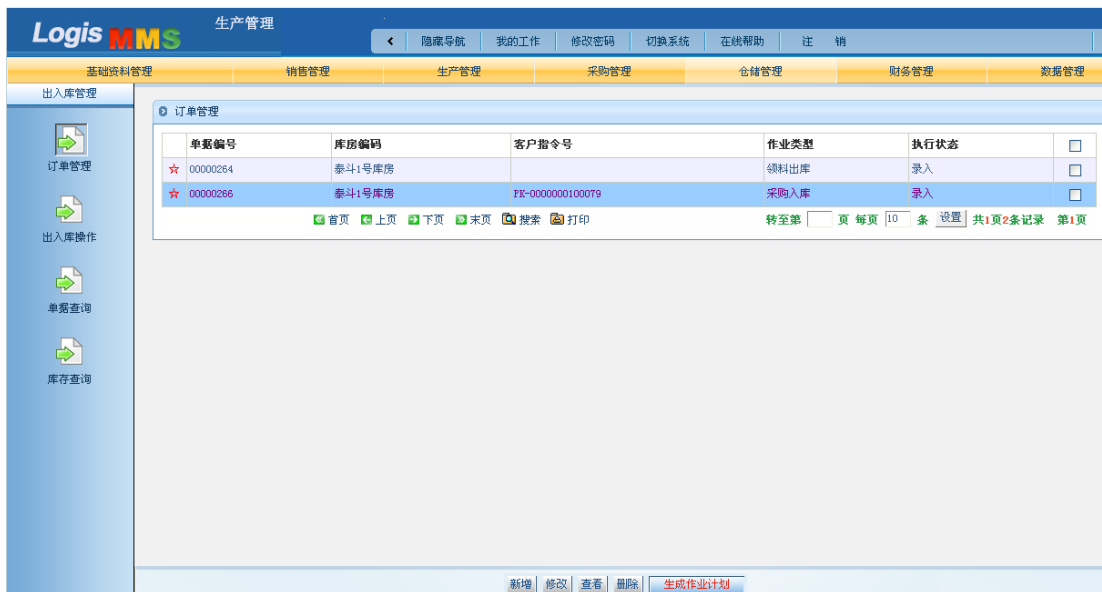 Logis MMS
生产管理
隐藏导航 我的工作 修改密码 切换系统 在线帮助 注 销
基础资料管理 销售管理 生产管理 采购管理 仓储管理 财务管理 数据管理
出入库管理
订单管理
出入库操作
单据查询
库存查询
订单管理
单据编号 库房编码 客户指令号 作业类型 执行状态
00000264 泰斗1号库房 领料出库 录入
00000266 泰斗1号库房 PK-0000000100079 采购入库 录入
首页 上页 下页 末页 搜索 打印 转至第 页 每页 10 条 设置 共1页2条记录 第1页
新增 修改 查看 删除 生成作业计划